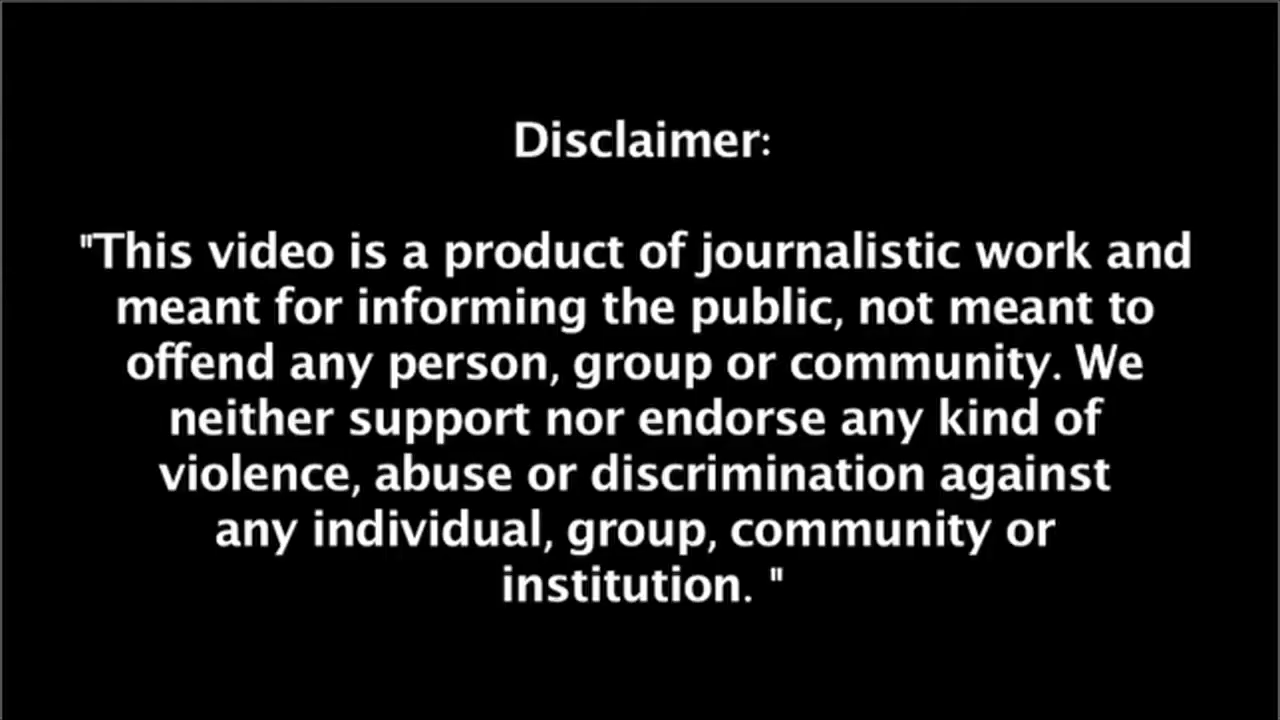 Disclaimer:
"This video is a product of journalistic work and
meant for informing the public, not meant to
offend any person, group or community. We
neither support nor endorse any kind of
violence, abuse or discrimination against
any individual, group, community or
institution. "